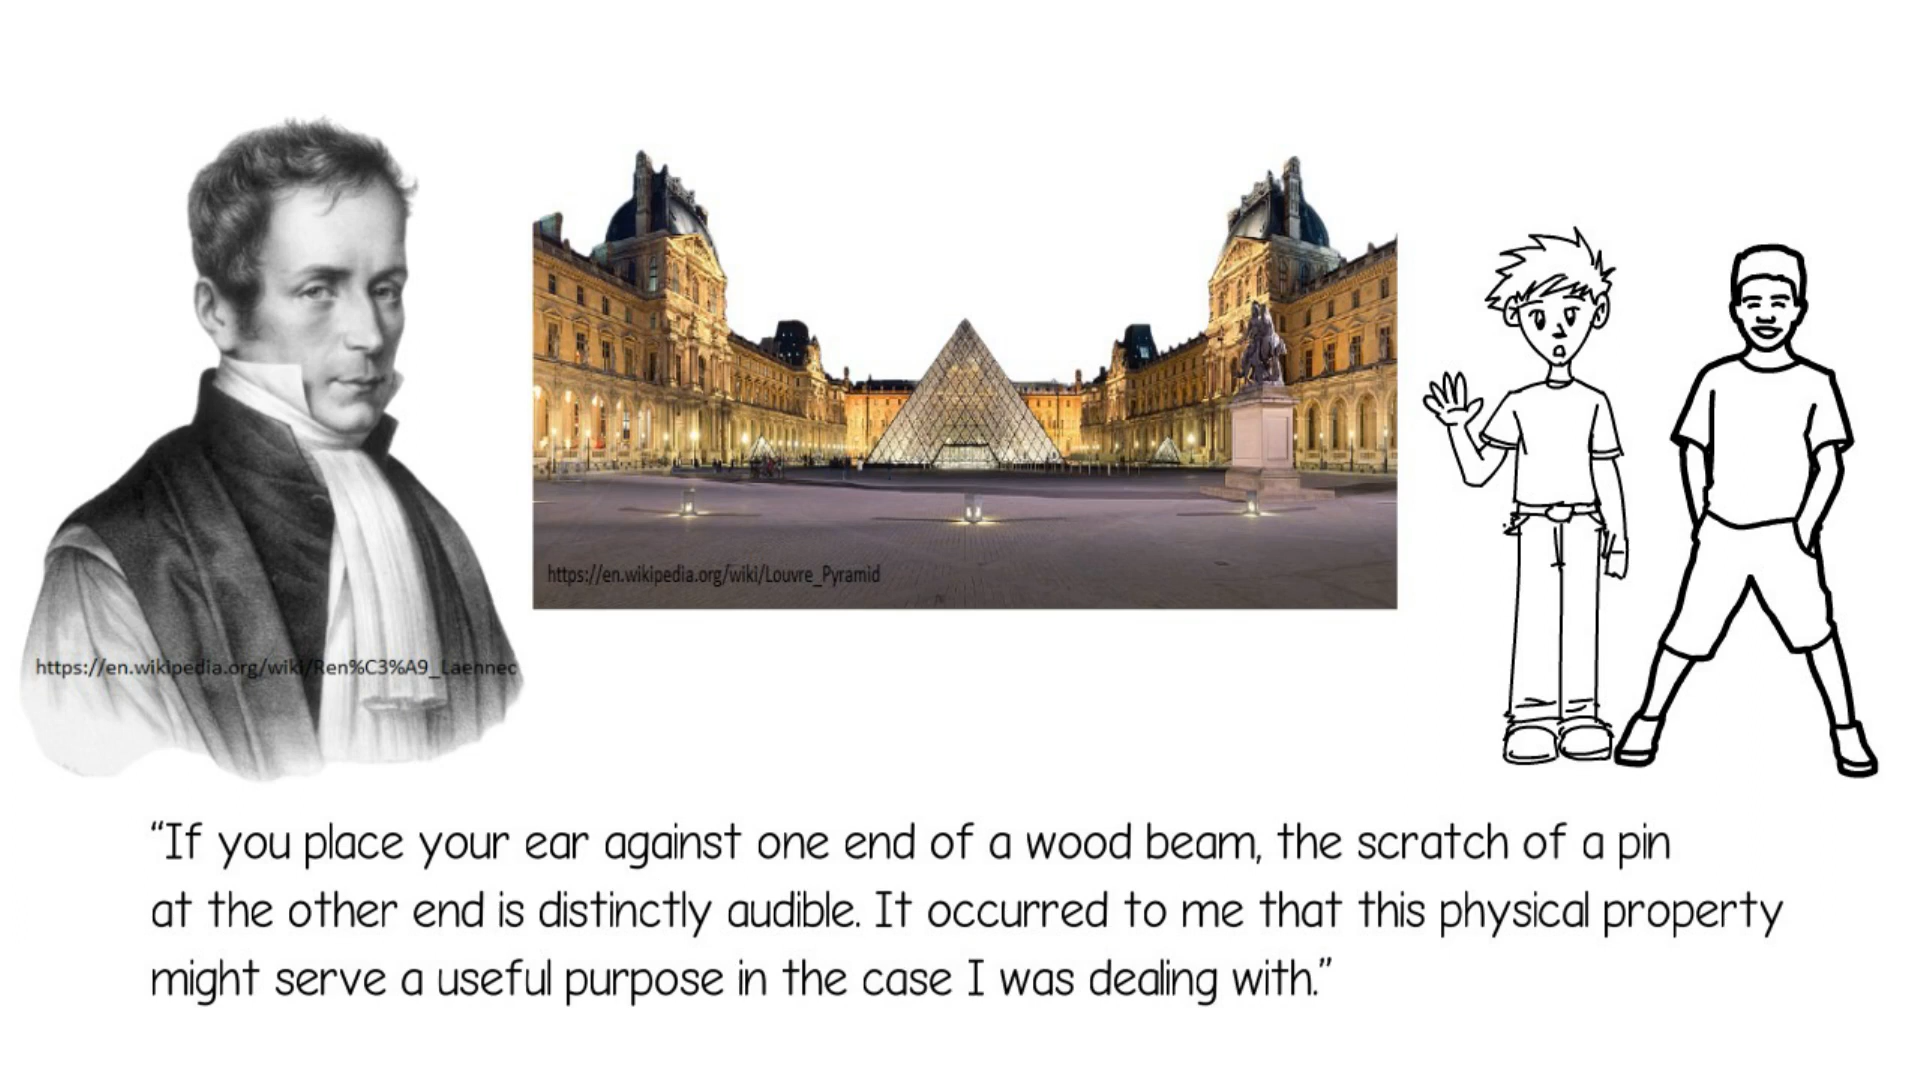 https://en.wikipedia.org/wiki/Louvre_Pyramid
https://en.wikipedia.org/wiki/Ren%C3%A9_Laennec
“If you place your ear against one end of a wood beam, the scratch of a pin
at the other end is distinctly audible. It occurred to me that this physical property
might serve a useful purpose in the case I was dealing with.”